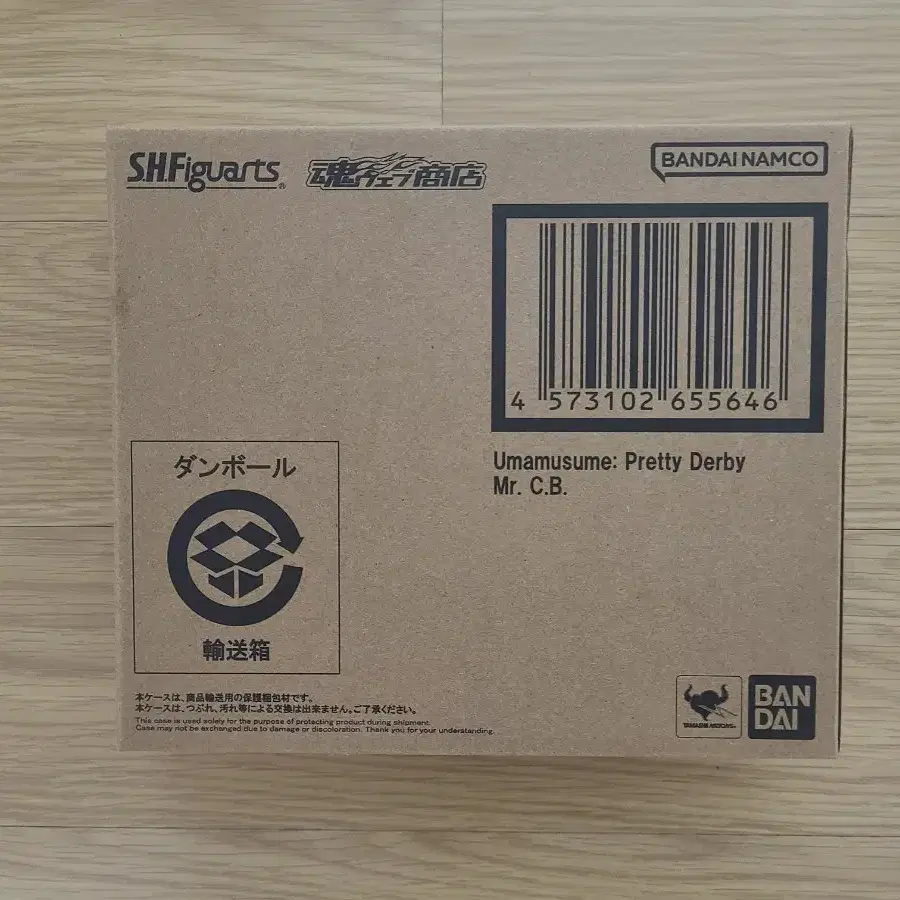 S.H.Figuarts®
魂ウェブ商店
BANDAI NAMCO
4 573102 655646
Umamusume: Pretty Derby
Mr. C.B.
ダンボール
輸送箱
本ケースは、商品輸送用の保護梱包材です。
本ケースは、つぶれ、汚れ等による交換は出来ません。ご了承ください。
This case is used solely for the purpose of protecting product during shipment.
Case may not be exchanged due to damage or discoloration. Thank you for your understanding.
TAMASHII NATIONS
BAN
DAI